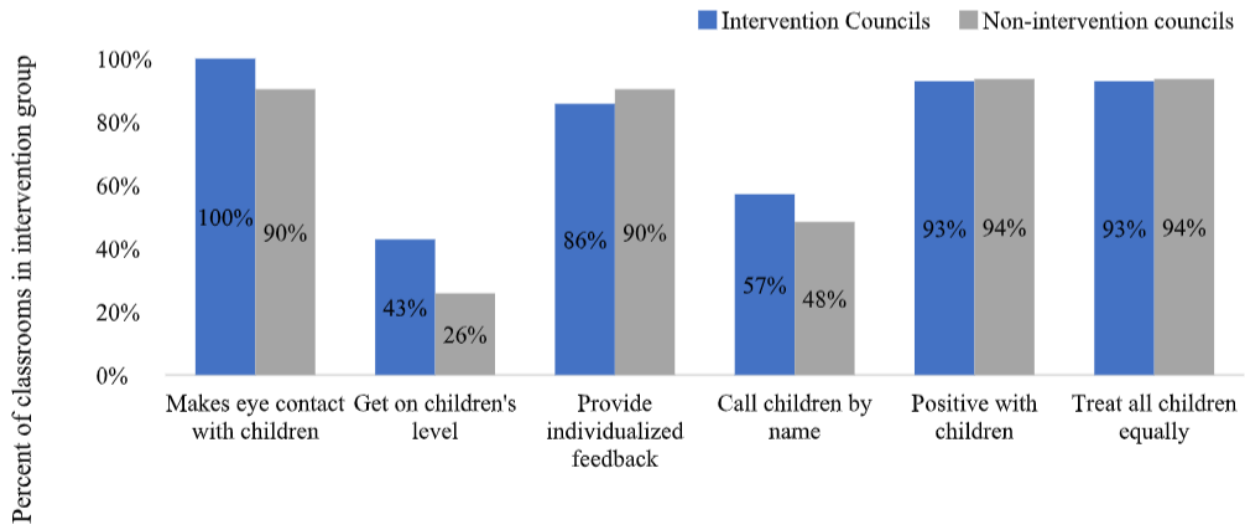 Intervention Councils
Non-intervention councils
Percent of classrooms in intervention group
100%
80%
60%
40%
20%
0%
100%
90%
43%
26%
86%
90%
57%
48%
93%
94%
93%
94%
Makes eye contact
with children
Get on children's
level
Provide
individualized
feedback
Call children by
name
Positive with
children
Treat all children
equally